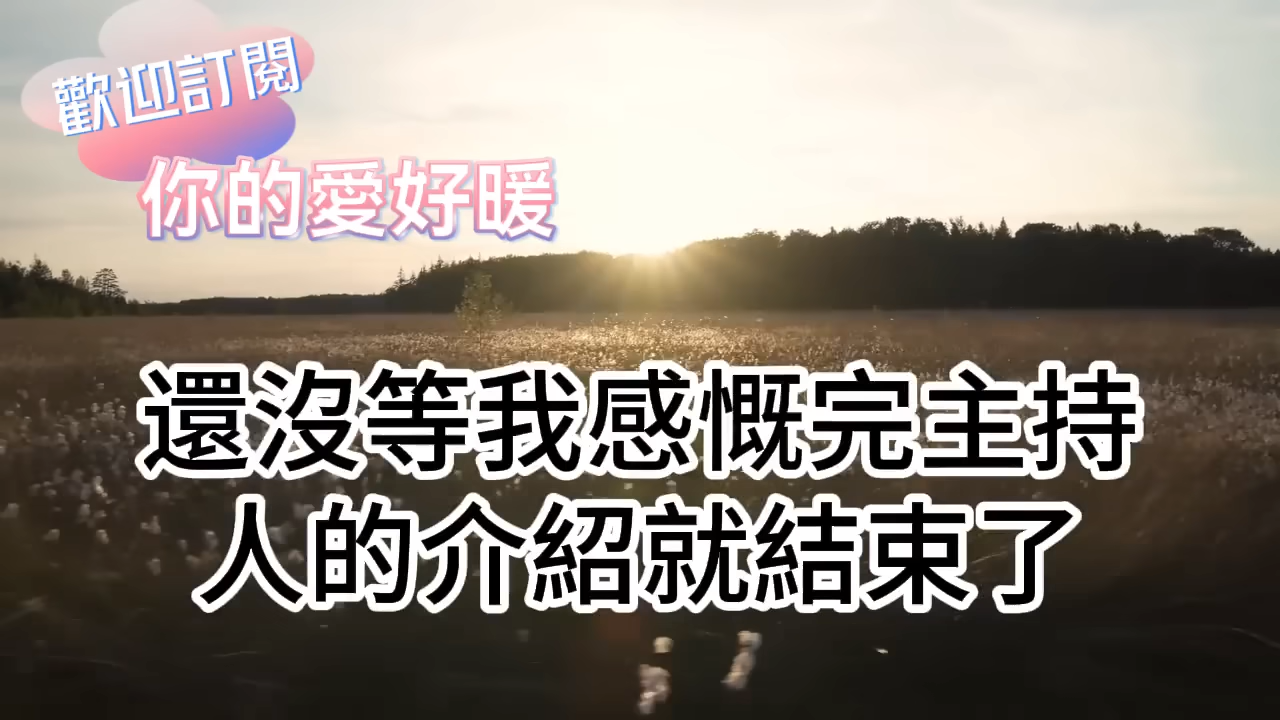 歡迎訂閱
你的愛好暖
還沒等我感慨完主持
人的介紹就結束了